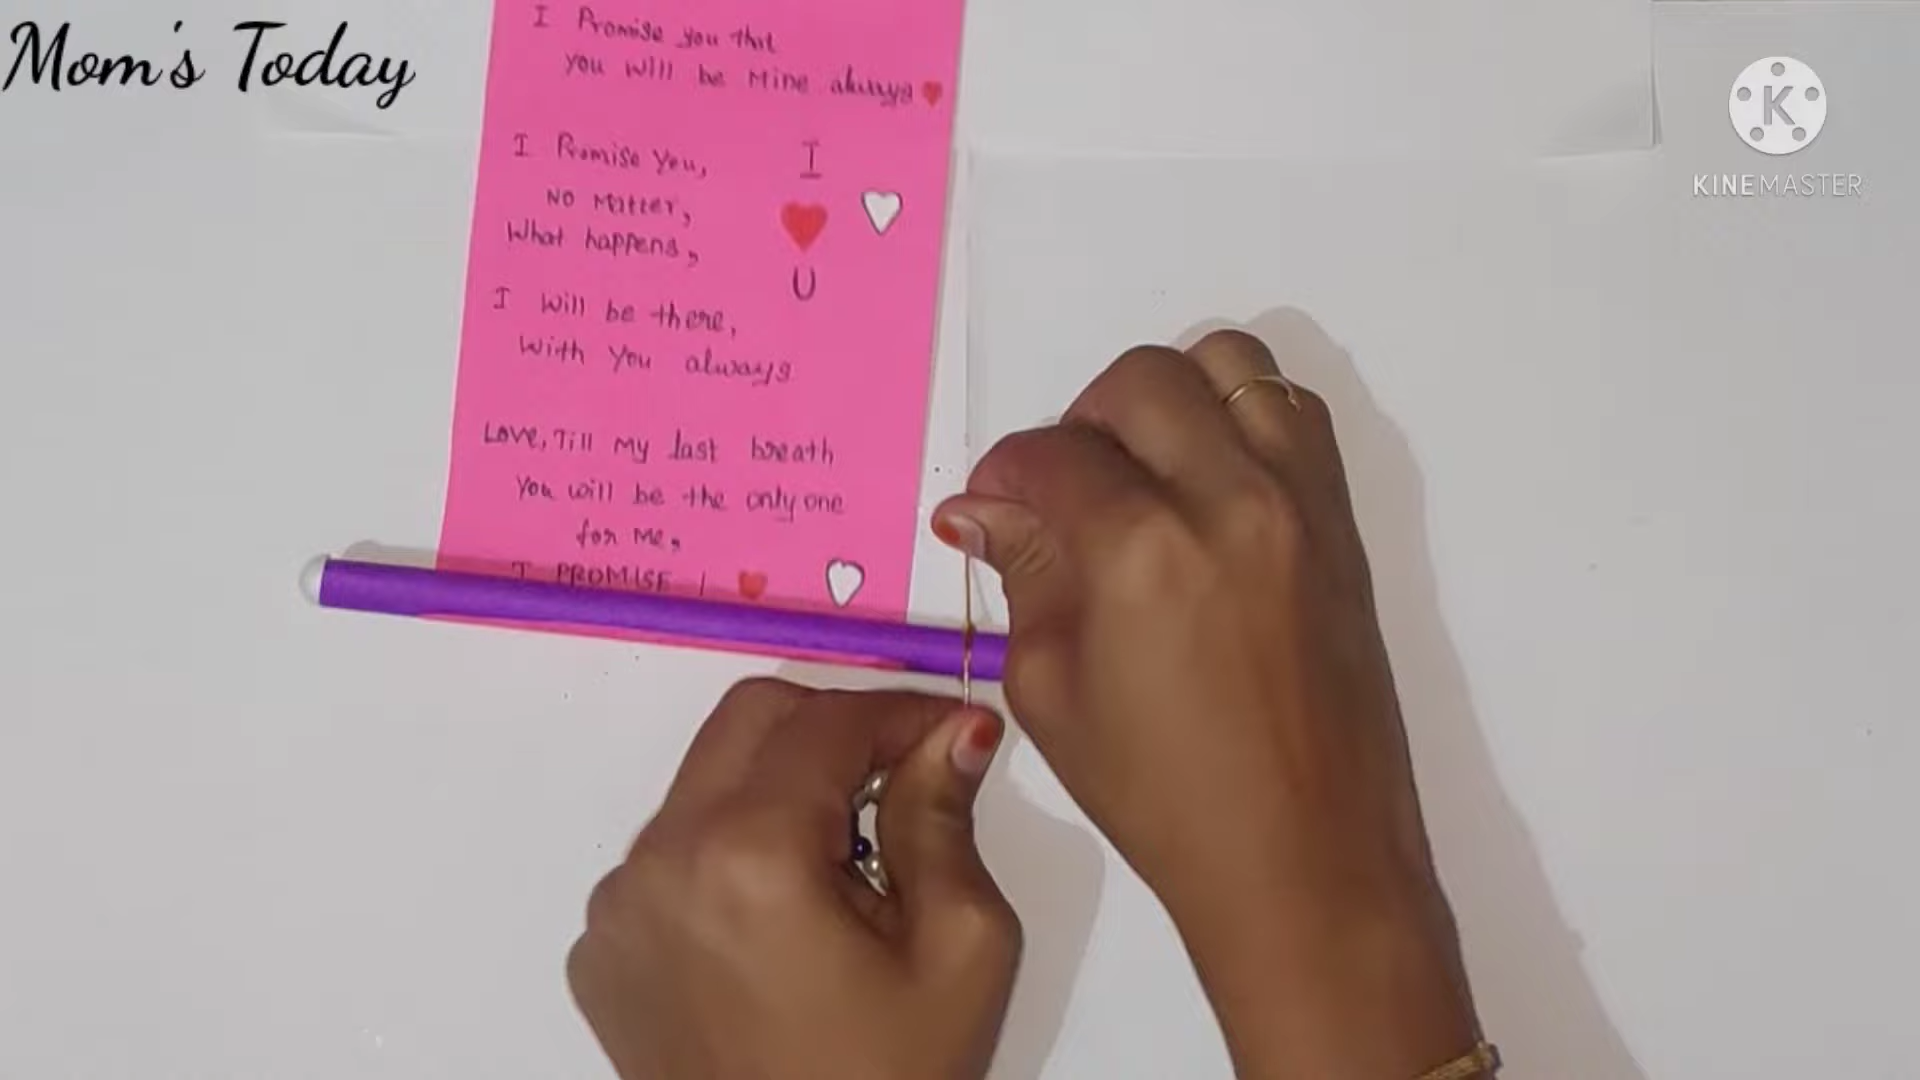 Mom's Today
KINEMASTER
I Promise you that
you will be Mine always
I Promise you,
No Matter,
What happens,
I
U
I will be there,
With You always
Love, Till My last breath
You will be the only one
for Me,
I PROMISE !